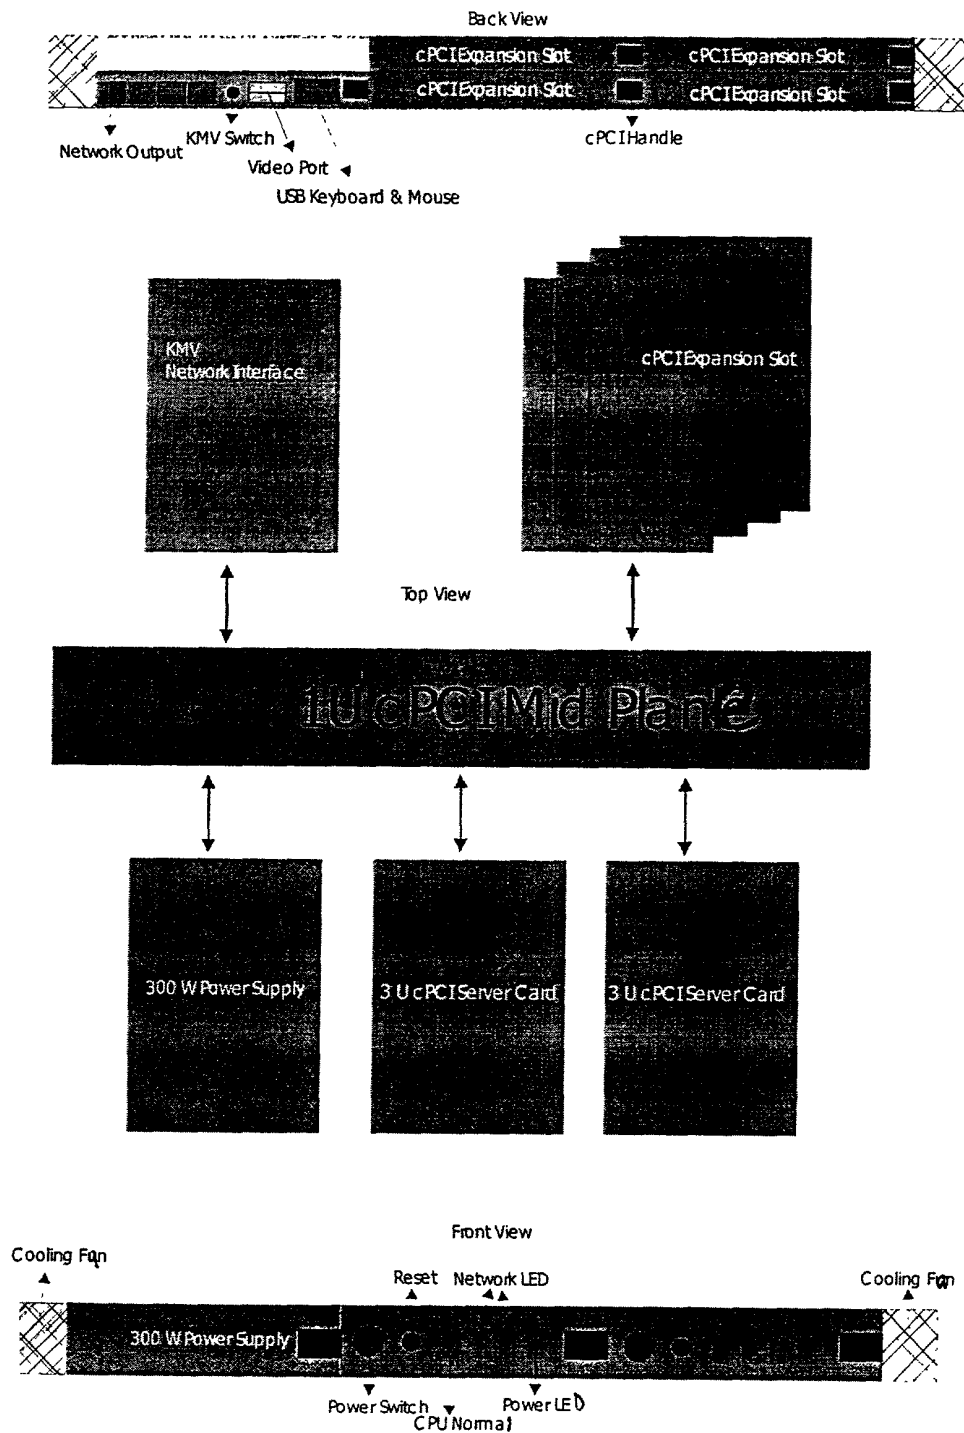 Back View
cPCI Expansion Slot
cPCI Expansion Slot
cPCI Expansion Slot
cPCI Expansion Slot
Network Output
KMV Switch
Video Port
USB Keyboard & Mouse
cPCI Handle
KMV
Network Interface
cPCI Expansion Slot
Top View
1U cPCI Mid Plane
300 W Power Supply
3 U cPCI Server Card
3 U cPCI Server Card
Front View
Cooling Fan
Reset
Network LED
Cooling Fan
300 W Power Supply
Power Switch
CPU Normal
Power LED